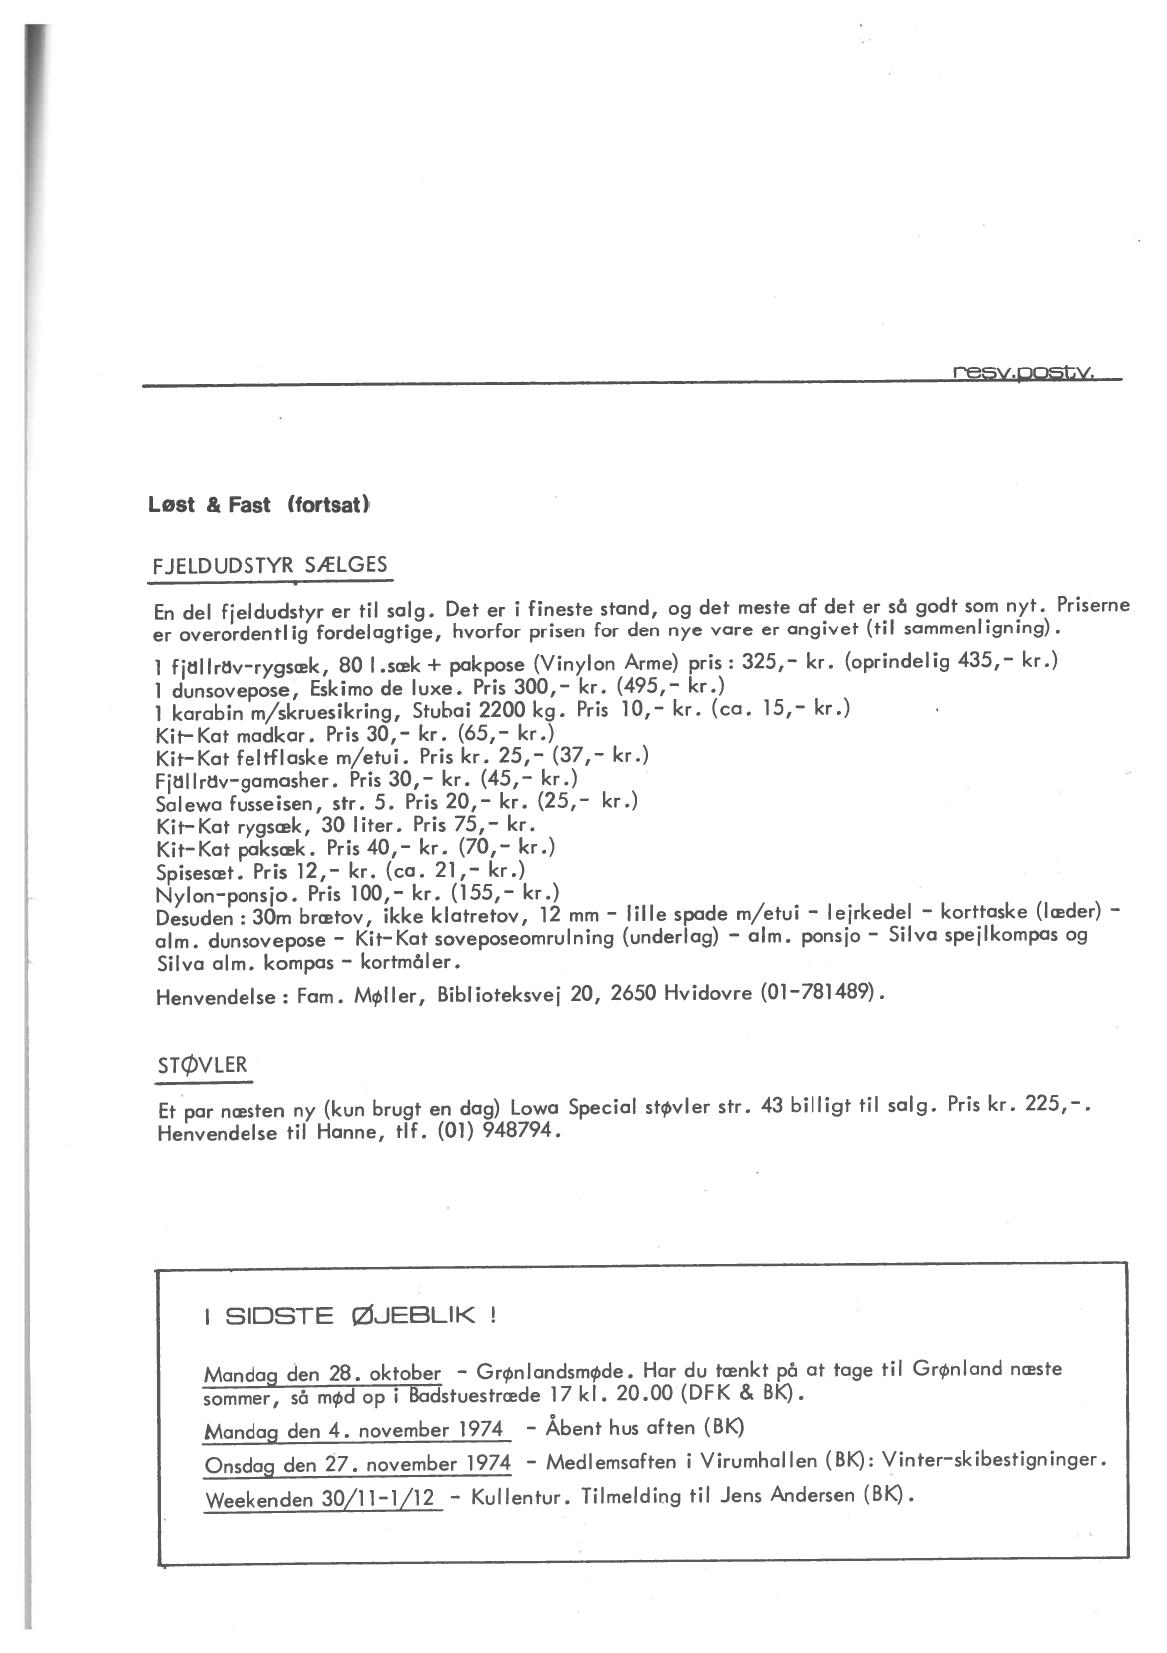 resv.postv.
Løst & Fast (fortsat)
FJELDUDSTYR SÆLGES
En del fjeldudstyr er til salg. Det er i fineste stand, og det meste af det er så godt som nyt. Priserne
er overordentlig fordelagtige, hvorfor prisen for den nye vare er angivet (til sammenligning).
1 fjällräv-rygsæk, 80 l.sæk + pakpose (Vinylon Arme) pris : 325,- kr. (oprindelig 435,- kr.)
1 dunsovepose, Eskimo de luxe. Pris 300,- kr. (495,- kr.)
1 karabin m/skruesikring, Stubai 2200 kg. Pris 10,- kr. (ca. 15,- kr.)
Kit-Kat madkar. Pris 30,- kr. (65,- kr.)
Kit-Kat feltflaske m/etui. Pris kr. 25,- (37,- kr.)
Fjällräv-gamasher. Pris 30,- kr. (45,- kr.)
Salewa fusseisen, str. 5. Pris 20,- kr. (25,- kr.)
Kit-Kat rygsæk, 30 liter. Pris 75,- kr.
Kit-Kat paksæk. Pris 40,- kr. (70,- kr.)
Spisesæt. Pris 12,- kr. (ca. 21,- kr.)
Nylon-ponsjo. Pris 100,- kr. (155,- kr.)
Desuden : 30m brætov, ikke klatretov, 12 mm - lille spade m/etui - lejrkedel - korttaske (læder) -
alm. dunsovepose - Kit-Kat soveposeomrulning (underlag) - alm. ponsjo - Silva spejlkompas og
Silva alm. kompas - kortmåler.
Henvendelse : Fam. Møller, Biblioteksvej 20, 2650 Hvidovre (01-781489).
STØVLER
Et par næsten ny (kun brugt en dag) Lowa Special støvler str. 43 billigt til salg. Pris kr. 225,-.
Henvendelse til Hanne, tlf. (01) 948794.
I SIDSTE ØJEBLIK !
Mandag den 28. oktober - Grønlandsmøde. Har du tænkt på at tage til Grønland næste
sommer, så mød op i Badstuestræde 17 kl. 20.00 (DFK & BK).
Mandag den 4. november 1974 - Åbent hus aften (BK)
Onsdag den 27. november 1974 - Medlemsaften i Virumhallen (BK): Vinter-skibestigninger.
Weekenden 30/11-1/12 - Kullentur. Tilmelding til Jens Andersen (BK).